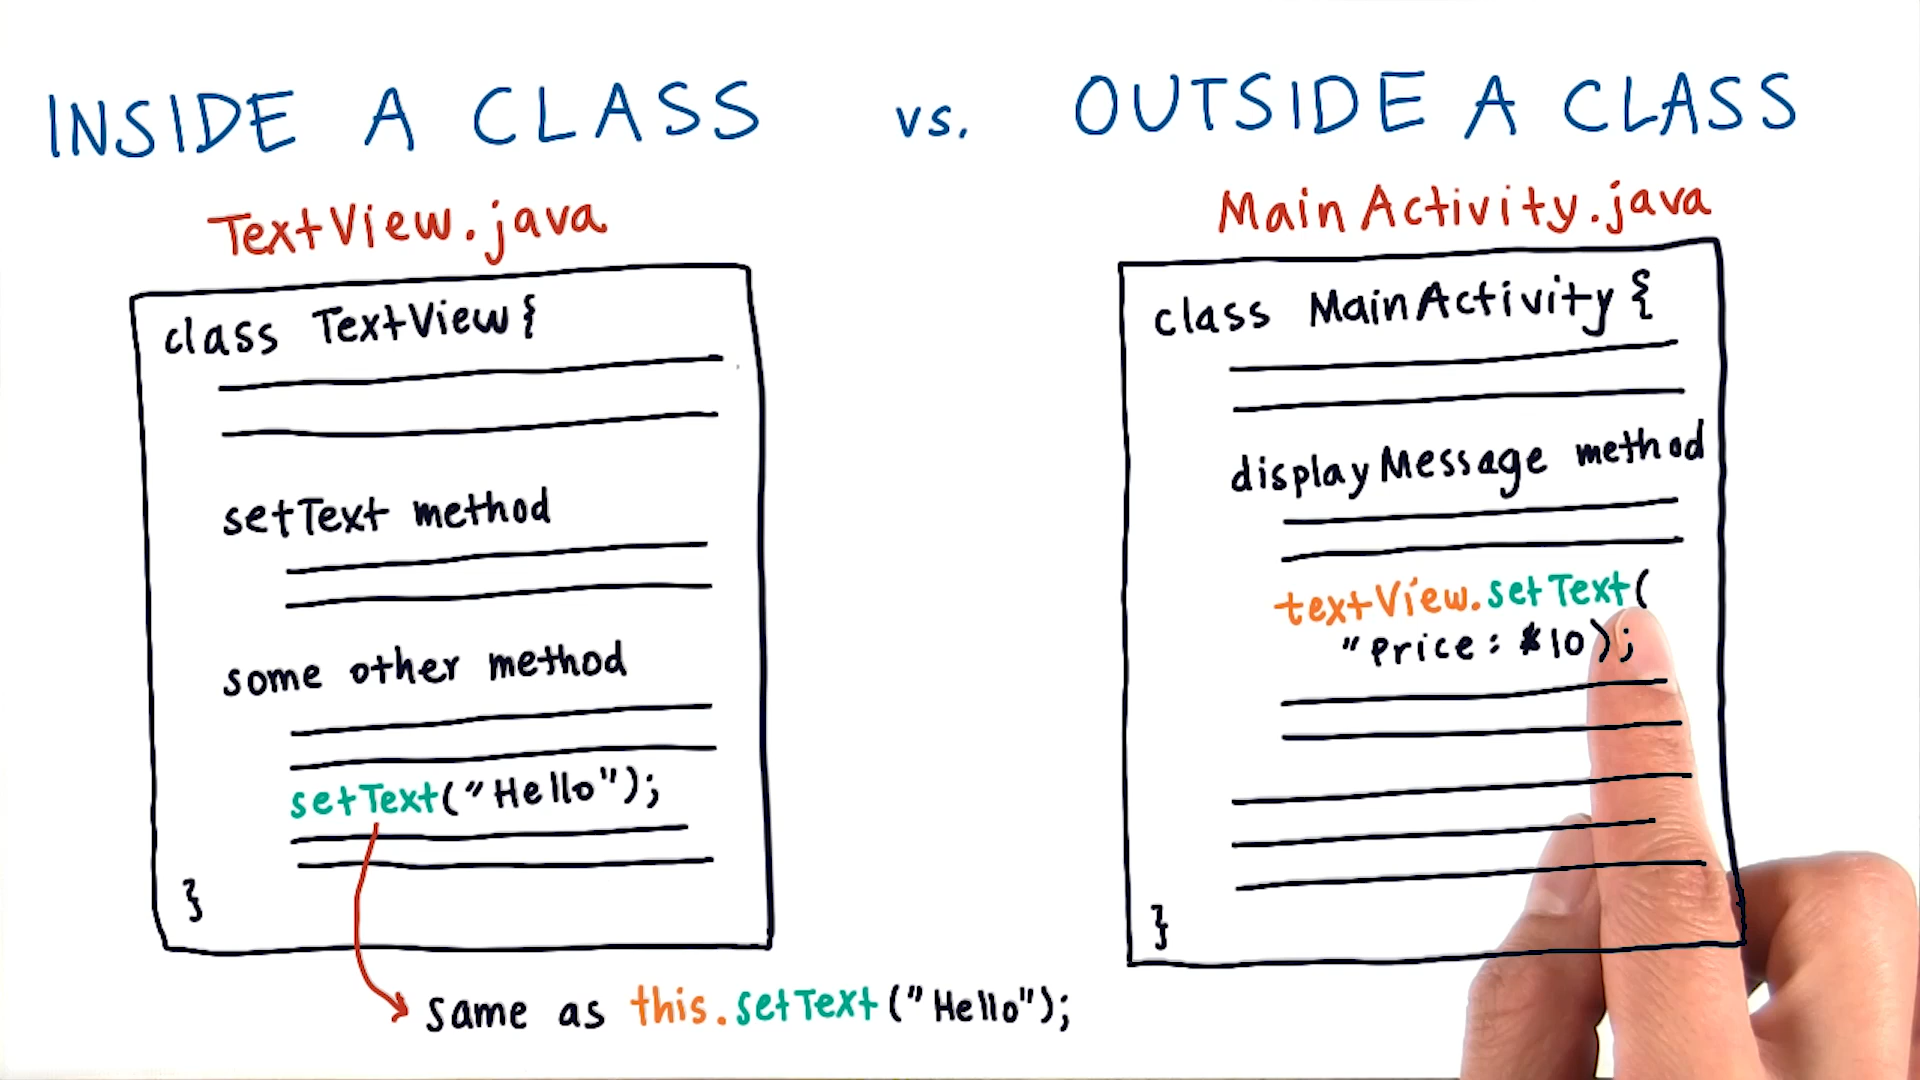 INSIDE A CLASS vs. OUTSIDE A CLASS
TextView.java
class TextView {
setText method
some other method
setText("Hello");
}
same as this.setText("Hello");
MainActivity.java
class MainActivity {
displayMessage method
textView.setText(
"Price: $10);
}